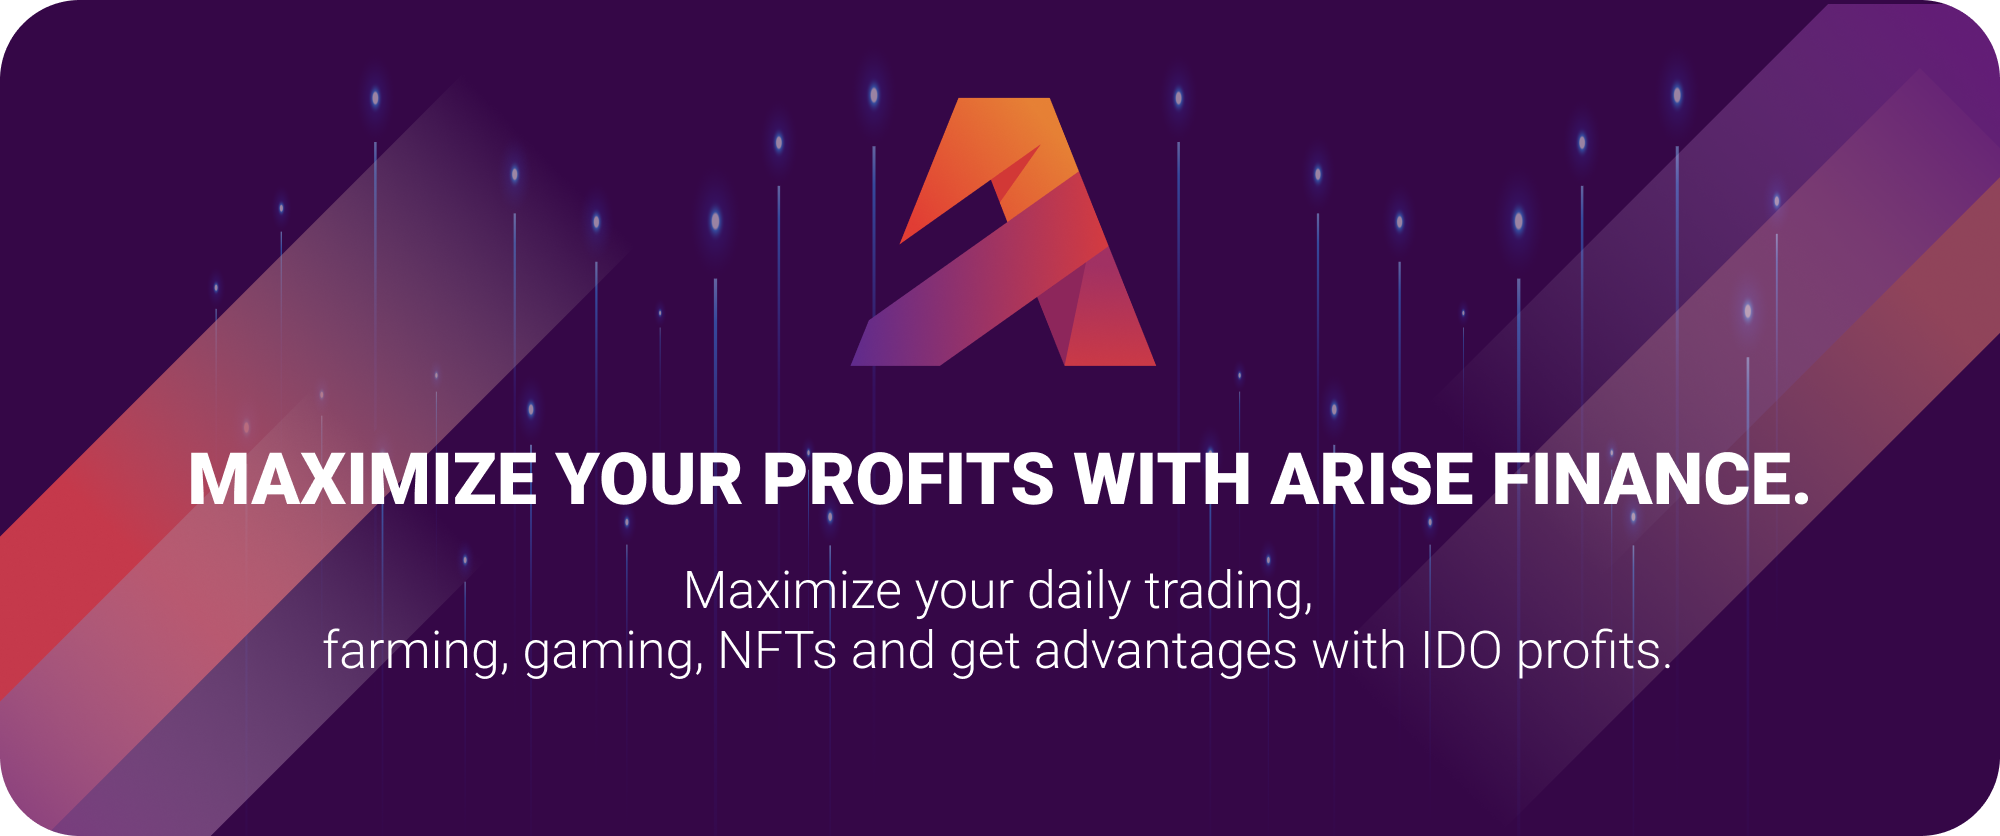 MAXIMIZE YOUR PROFITS WITH ARISE FINANCE.
Maximize your daily trading,
farming, gaming, NFTs and get advantages with IDO profits.